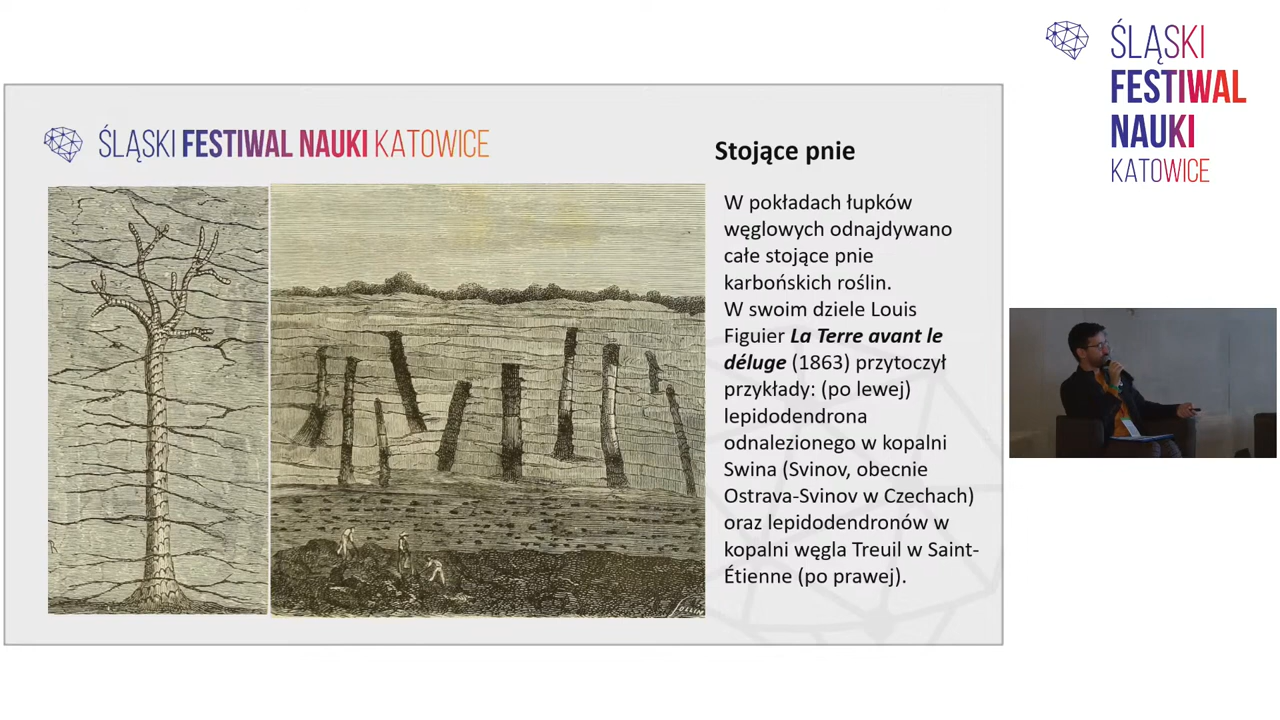 ŚLĄSKI
FESTIWAL
NAUKI
KATOWICE
ŚLĄSKI FESTIWAL NAUKI KATOWICE
Stojące pnie
W pokładach łupków
węglowych odnajdywano
całe stojące pnie
karbońskich roślin.
W swoim dziele Louis
Figuier La Terre avant le
déluge (1863) przytoczył
przykłady: (po lewej)
lepidodendrona
odnalezionego w kopalni
Swina (Svinov, obecnie
Ostrava-Svinov w Czechach)
oraz lepidodendronów w
kopalni węgla Treuil w Saint-
Étienne (po prawej).